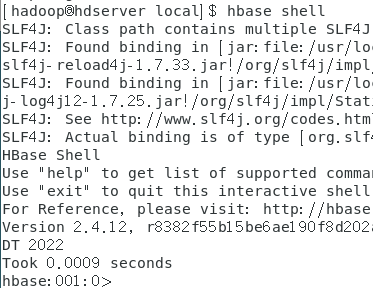 [hadoop@hdserver local]$ hbase shell
SLF4J: Class path contains multiple SLF4J
SLF4J: Found binding in [jar:file:/usr/lo
slf4j-reload4j-1.7.33.jar!/org/slf4j/impl
SLF4J: Found binding in [jar:file:/usr/lo
j-log4j12-1.7.25.jar!/org/slf4j/impl/Stat
SLF4J: See http://www.slf4j.org/codes.htm
SLF4J: Actual binding is of type [org.slf
HBase Shell
Use "help" to get list of supported comma
Use "exit" to quit this interactive shell
For Reference, please visit: http://hbase
Version 2.4.12, r8382f55b15be6ae190f8d202
DT 2022
Took 0.0009 seconds
hbase:001:0>